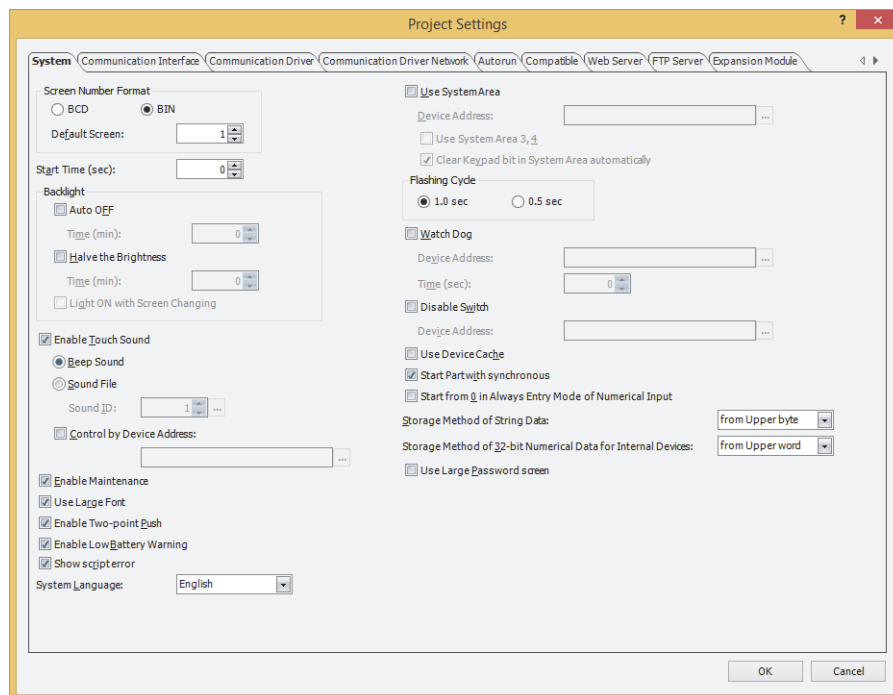 Project Settings
? ×
System Communication Interface Communication Driver Communication Driver Network Autorun Compatible Web Server FTP Server Expansion Module
Screen Number Format
BCD BIN
Default Screen: 1
Start Time (sec): 0
Backlight
Auto OFF
Time (min): 0
Halve the Brightness
Time (min): 0
Light ON with Screen Changing
Enable Touch Sound
Beep Sound
Sound File
Sound ID: 1 ...
Control by Device Address:
...
Enable Maintenance
Use Large Font
Enable Two-point Push
Enable Low Battery Warning
Show script error
System Language: English
Use System Area
Device Address: ...
Use System Area 3, 4
Clear Keypad bit in System Area automatically
Flashing Cycle
1.0 sec 0.5 sec
Watch Dog
Device Address: ...
Time (sec): 0
Disable Switch
Device Address: ...
Use Device Cache
Start Part with synchronous
Start from 0 in Always Entry Mode of Numerical Input
Storage Method of String Data: from Upper byte
Storage Method of 32-bit Numerical Data for Internal Devices: from Upper word
Use Large Password screen
OK Cancel